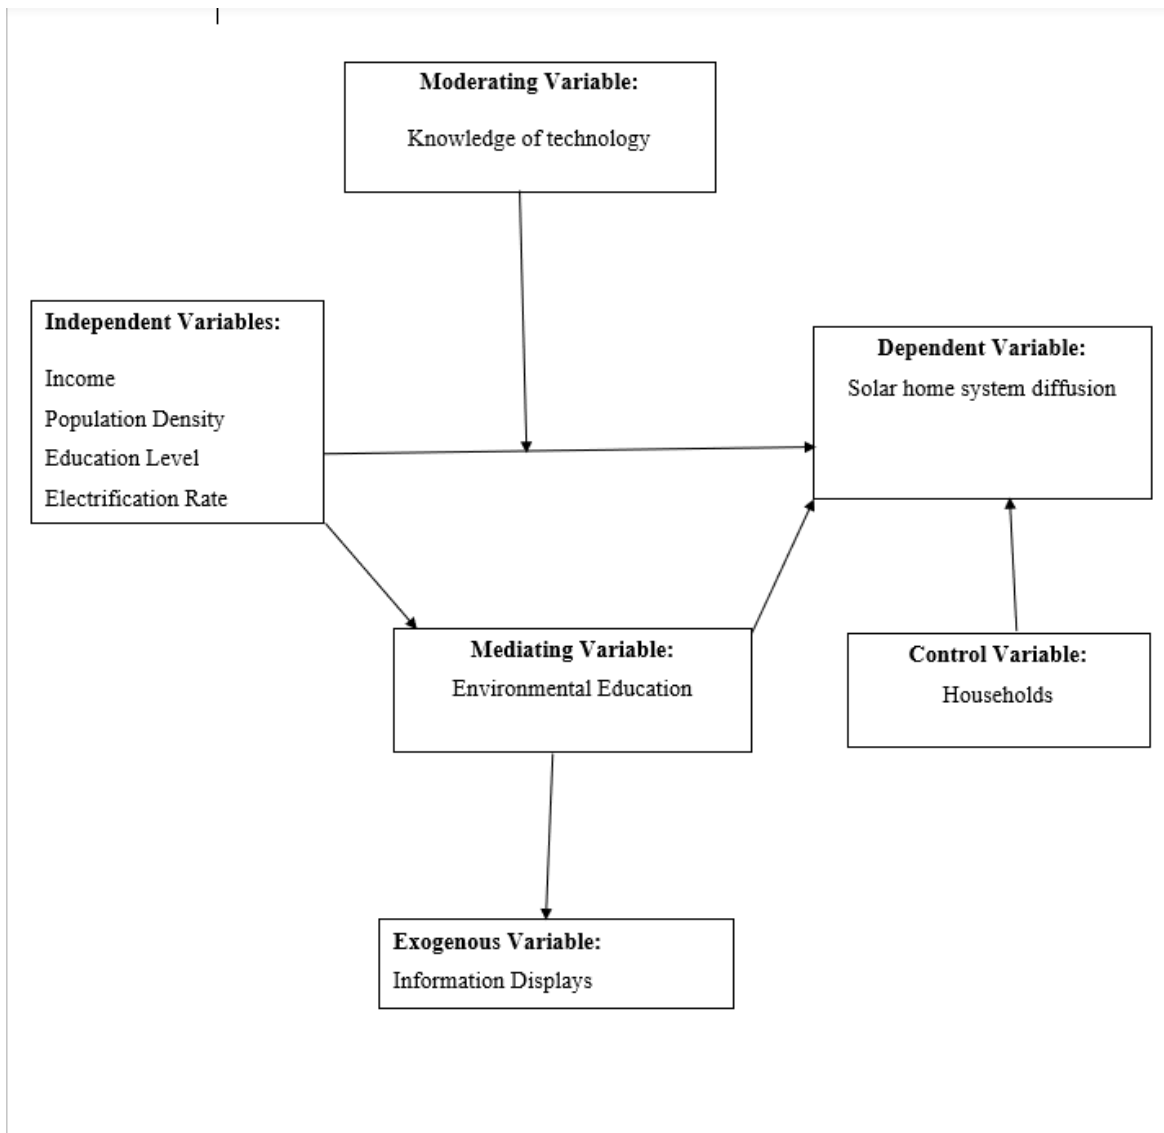 Moderating Variable:
Knowledge of technology
Independent Variables:
Income
Population Density
Education Level
Electrification Rate
Dependent Variable:
Solar home system diffusion
Mediating Variable:
Environmental Education
Control Variable:
Households
Exogenous Variable:
Information Displays